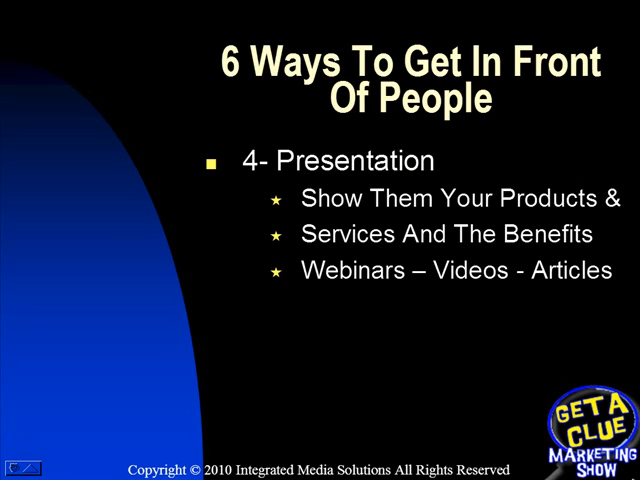 6 Ways To Get In Front
Of People
4- Presentation
Show Them Your Products &
Services And The Benefits
Webinars – Videos - Articles
GET A
CLUE
MARKETING
SHOW
Copyright © 2010 Integrated Media Solutions All Rights Reserved